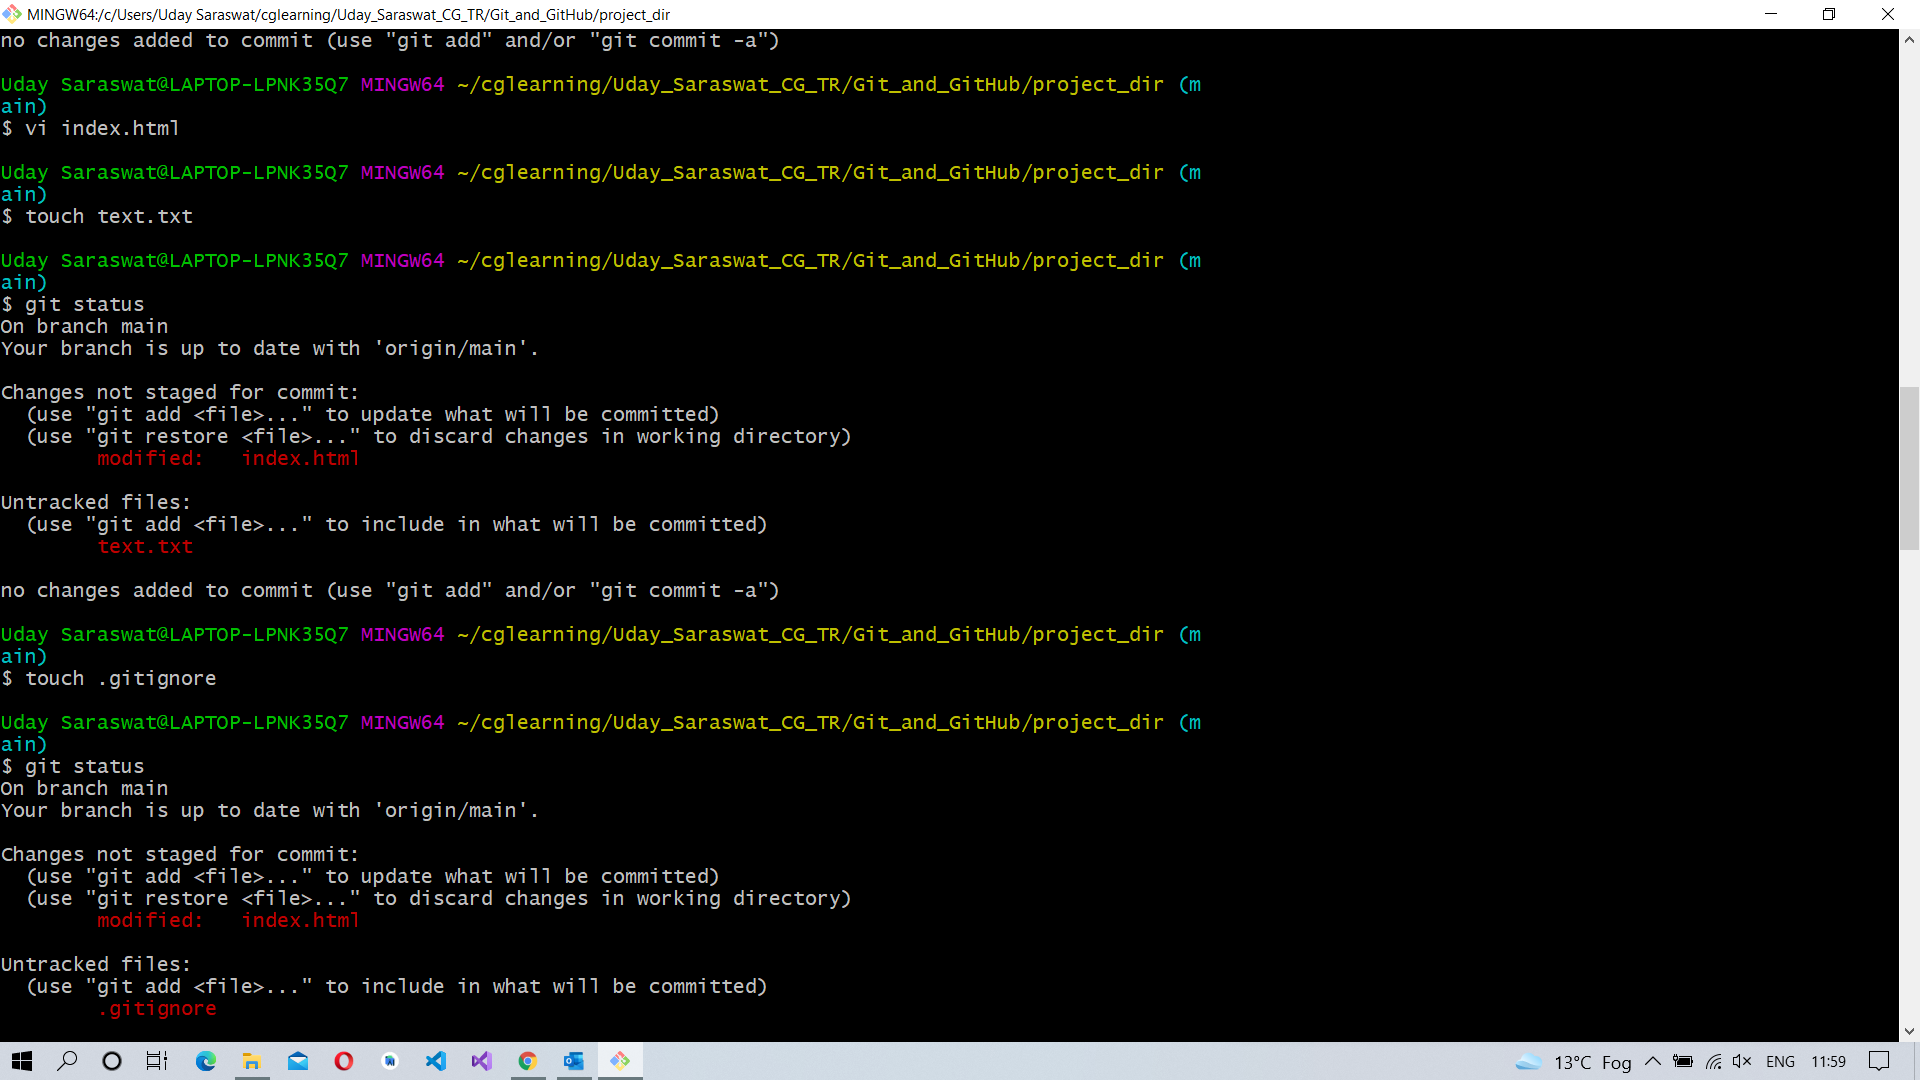 MINGW64:/c/Users/Uday Saraswat/cglearning/Uday_Saraswat_CG_TR/Git_and_GitHub/project_dir
no changes added to commit (use "git add" and/or "git commit -a")
Uday Saraswat@LAPTOP-LPNK35Q7 MINGW64 ~/cglearning/Uday_Saraswat_CG_TR/Git_and_GitHub/project_dir (m
ain)
$ vi index.html
Uday Saraswat@LAPTOP-LPNK35Q7 MINGW64 ~/cglearning/Uday_Saraswat_CG_TR/Git_and_GitHub/project_dir (m
ain)
$ touch text.txt
Uday Saraswat@LAPTOP-LPNK35Q7 MINGW64 ~/cglearning/Uday_Saraswat_CG_TR/Git_and_GitHub/project_dir (m
ain)
$ git status
On branch main
Your branch is up to date with 'origin/main'.
Changes not staged for commit:
  (use "git add <file>..." to update what will be committed)
  (use "git restore <file>..." to discard changes in working directory)
        modified:   index.html
Untracked files:
  (use "git add <file>..." to include in what will be committed)
        text.txt
no changes added to commit (use "git add" and/or "git commit -a")
Uday Saraswat@LAPTOP-LPNK35Q7 MINGW64 ~/cglearning/Uday_Saraswat_CG_TR/Git_and_GitHub/project_dir (m
ain)
$ touch .gitignore
Uday Saraswat@LAPTOP-LPNK35Q7 MINGW64 ~/cglearning/Uday_Saraswat_CG_TR/Git_and_GitHub/project_dir (m
ain)
$ git status
On branch main
Your branch is up to date with 'origin/main'.
Changes not staged for commit:
  (use "git add <file>..." to update what will be committed)
  (use "git restore <file>..." to discard changes in working directory)
        modified:   index.html
Untracked files:
  (use "git add <file>..." to include in what will be committed)
        .gitignore
13°C Fog ENG 11:59